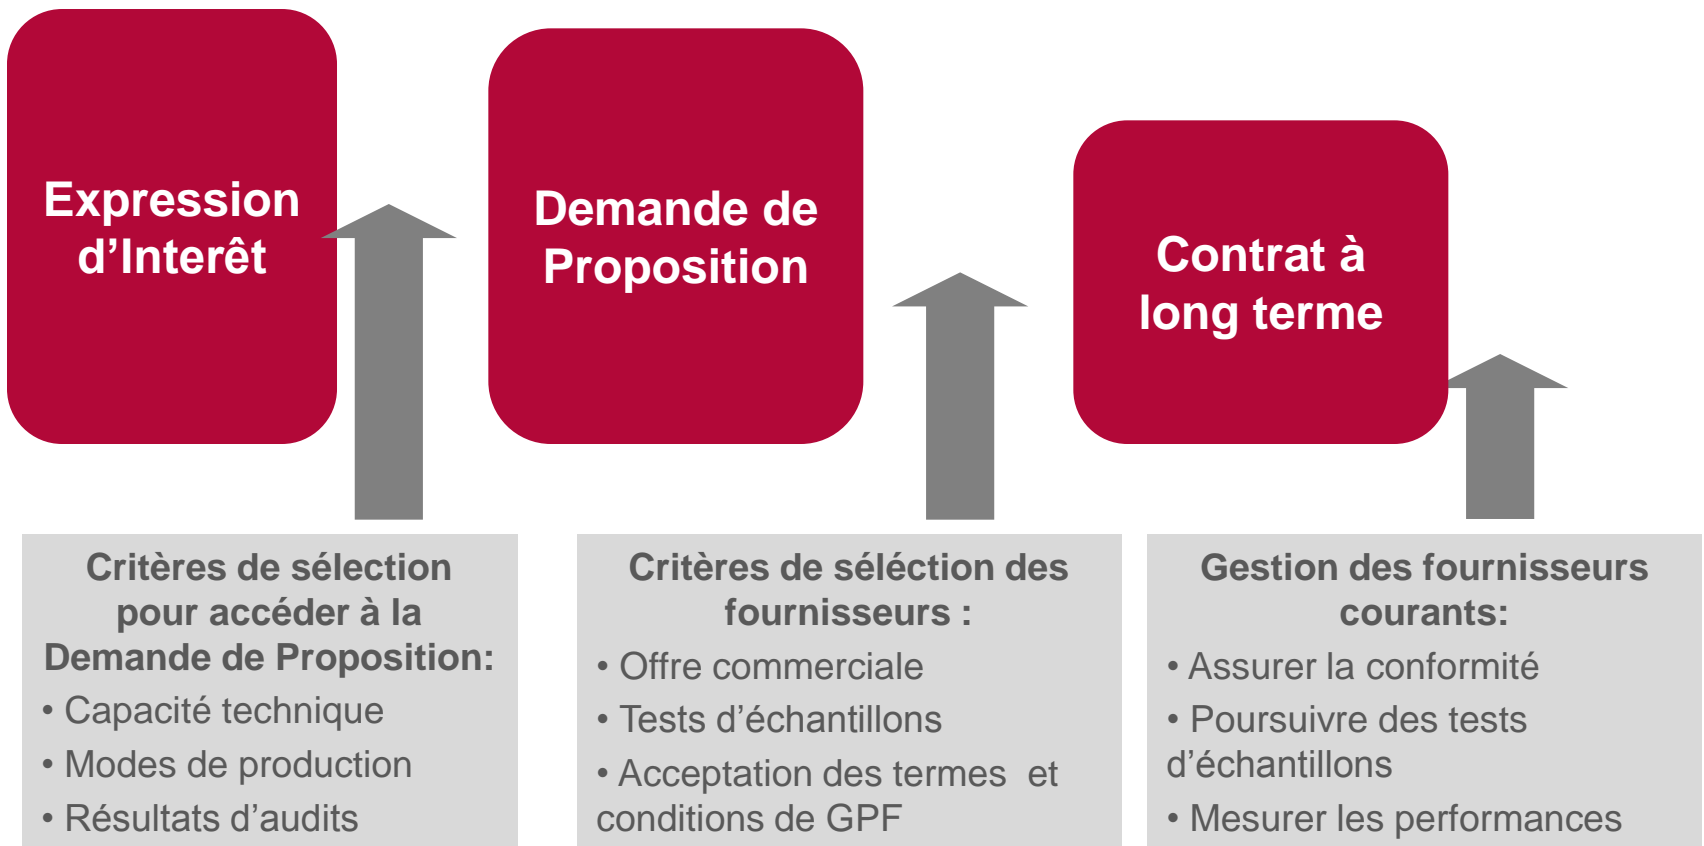 Expression
d’Interêt
Demande de
Proposition
Contrat à
long terme
Critères de sélection
pour accéder à la
Demande de Proposition:
• Capacité technique
• Modes de production
• Résultats d’audits
Critères de séléction des
fournisseurs :
• Offre commerciale
• Tests d’échantillons
• Acceptation des termes et
conditions de GPF
Gestion des fournisseurs
courants:
• Assurer la conformité
• Poursuivre des tests
d’échantillons
• Mesurer les performances